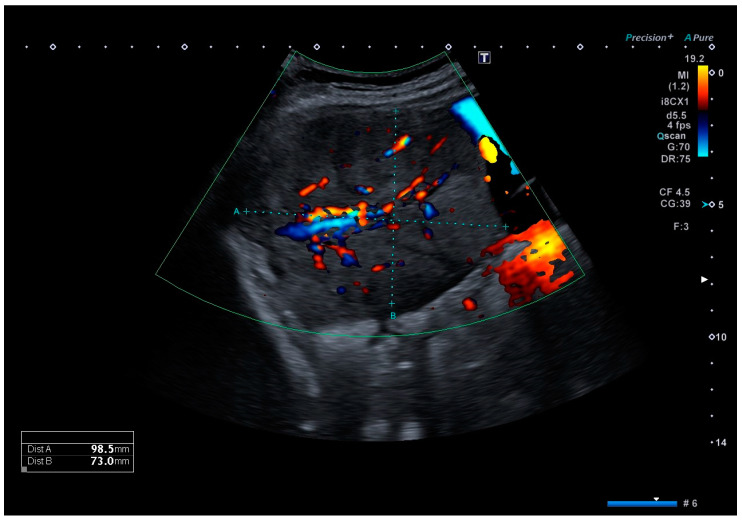 Precision+ A Pure
T
19.2
MI
(1.2)
i8CX1
d5.5
4 fps
Qscan
G:70
DR:75
CF 4.5
CG:39
F:3
0
5
10
14
A
B
Dist A 98.5mm
Dist B 73.0mm
# 6